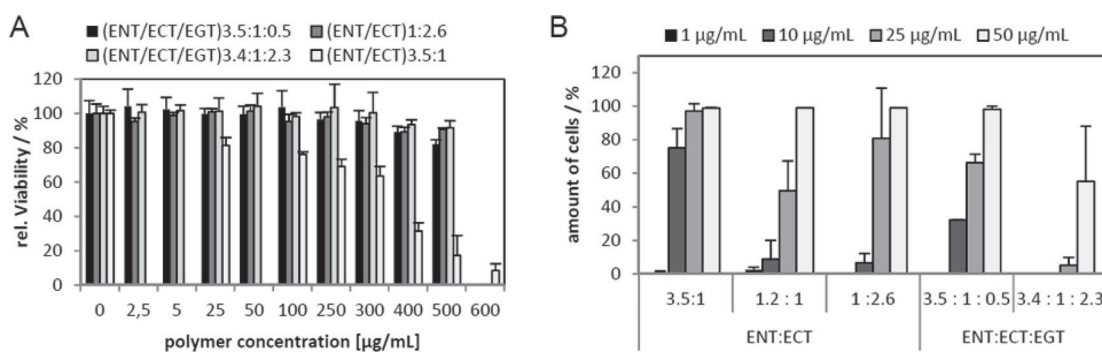 A
(ENT/ECT/EGT)3.5:1:0.5 (ENT/ECT)1:2.6
(ENT/ECT/EGT)3.4:1:2.3 (ENT/ECT)3.5:1
120
100
80
60
40
20
0
rel. Viability / %
0 2,5 5 25 50 100 250 300 400 500 600
polymer concentration [µg/mL]
B
1 µg/mL 10 µg/mL 25 µg/mL 50 µg/mL
120
100
80
60
40
20
0
amount of cells / %
3.5:1 1.2 : 1 1 :2.6 3.5 : 1 : 0.5 3.4 : 1 : 2.3
ENT:ECT ENT:ECT:EGT